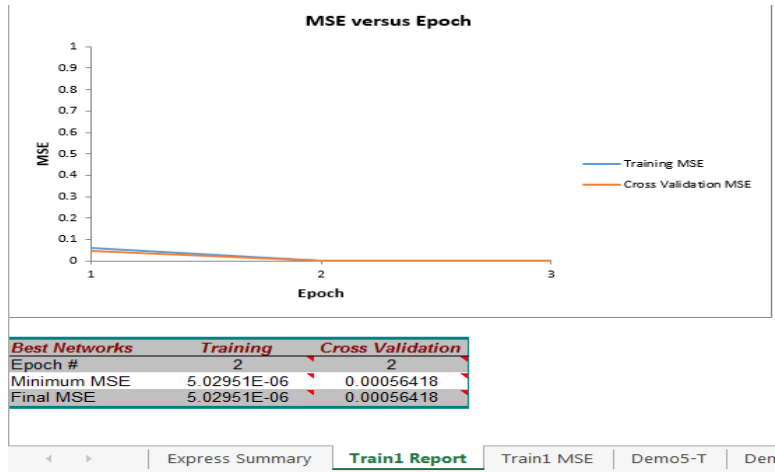 MSE versus Epoch
1
0.9
0.8
0.7
0.6
0.5
0.4
0.3
0.2
0.1
0
MSE
1 2 3
Epoch
Training MSE
Cross Validation MSE
Best Networks Training Cross Validation
Epoch # 2 2
Minimum MSE 5.02951E-06 0.00056418
Final MSE 5.02951E-06 0.00056418
Express Summary Train1 Report Train1 MSE Demo5-T Den